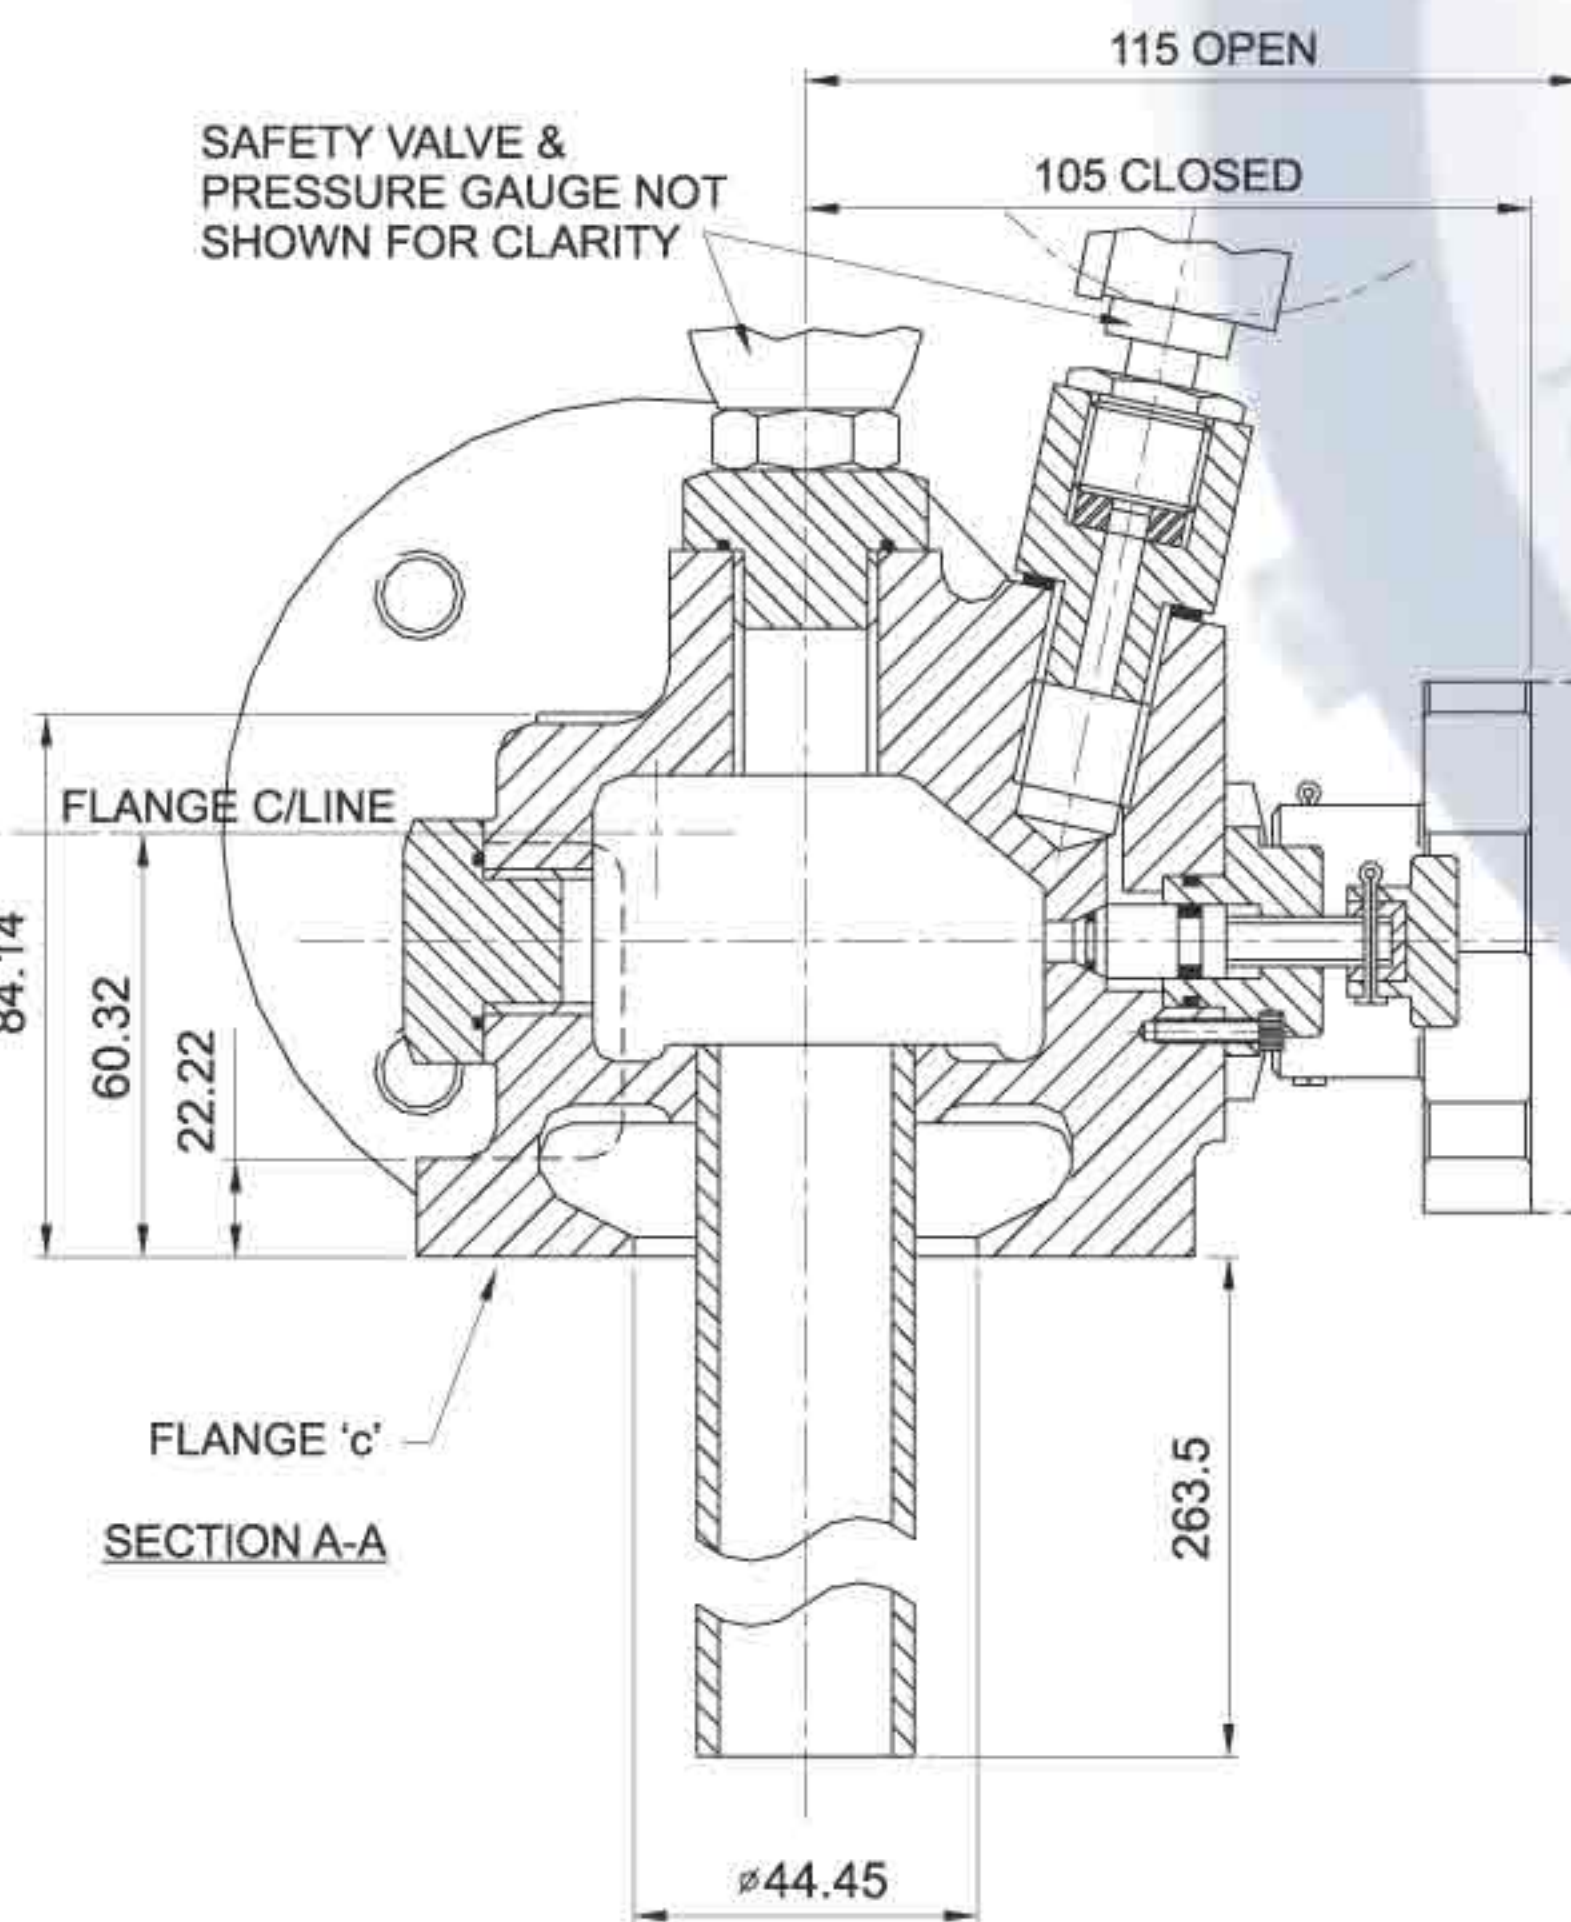 115 OPEN
SAFETY VALVE &
PRESSURE GAUGE NOT
SHOWN FOR CLARITY
105 CLOSED
FLANGE C/LINE
84.14
60.32
22.22
FLANGE 'c'
SECTION A-A
263.5
⌀44.45